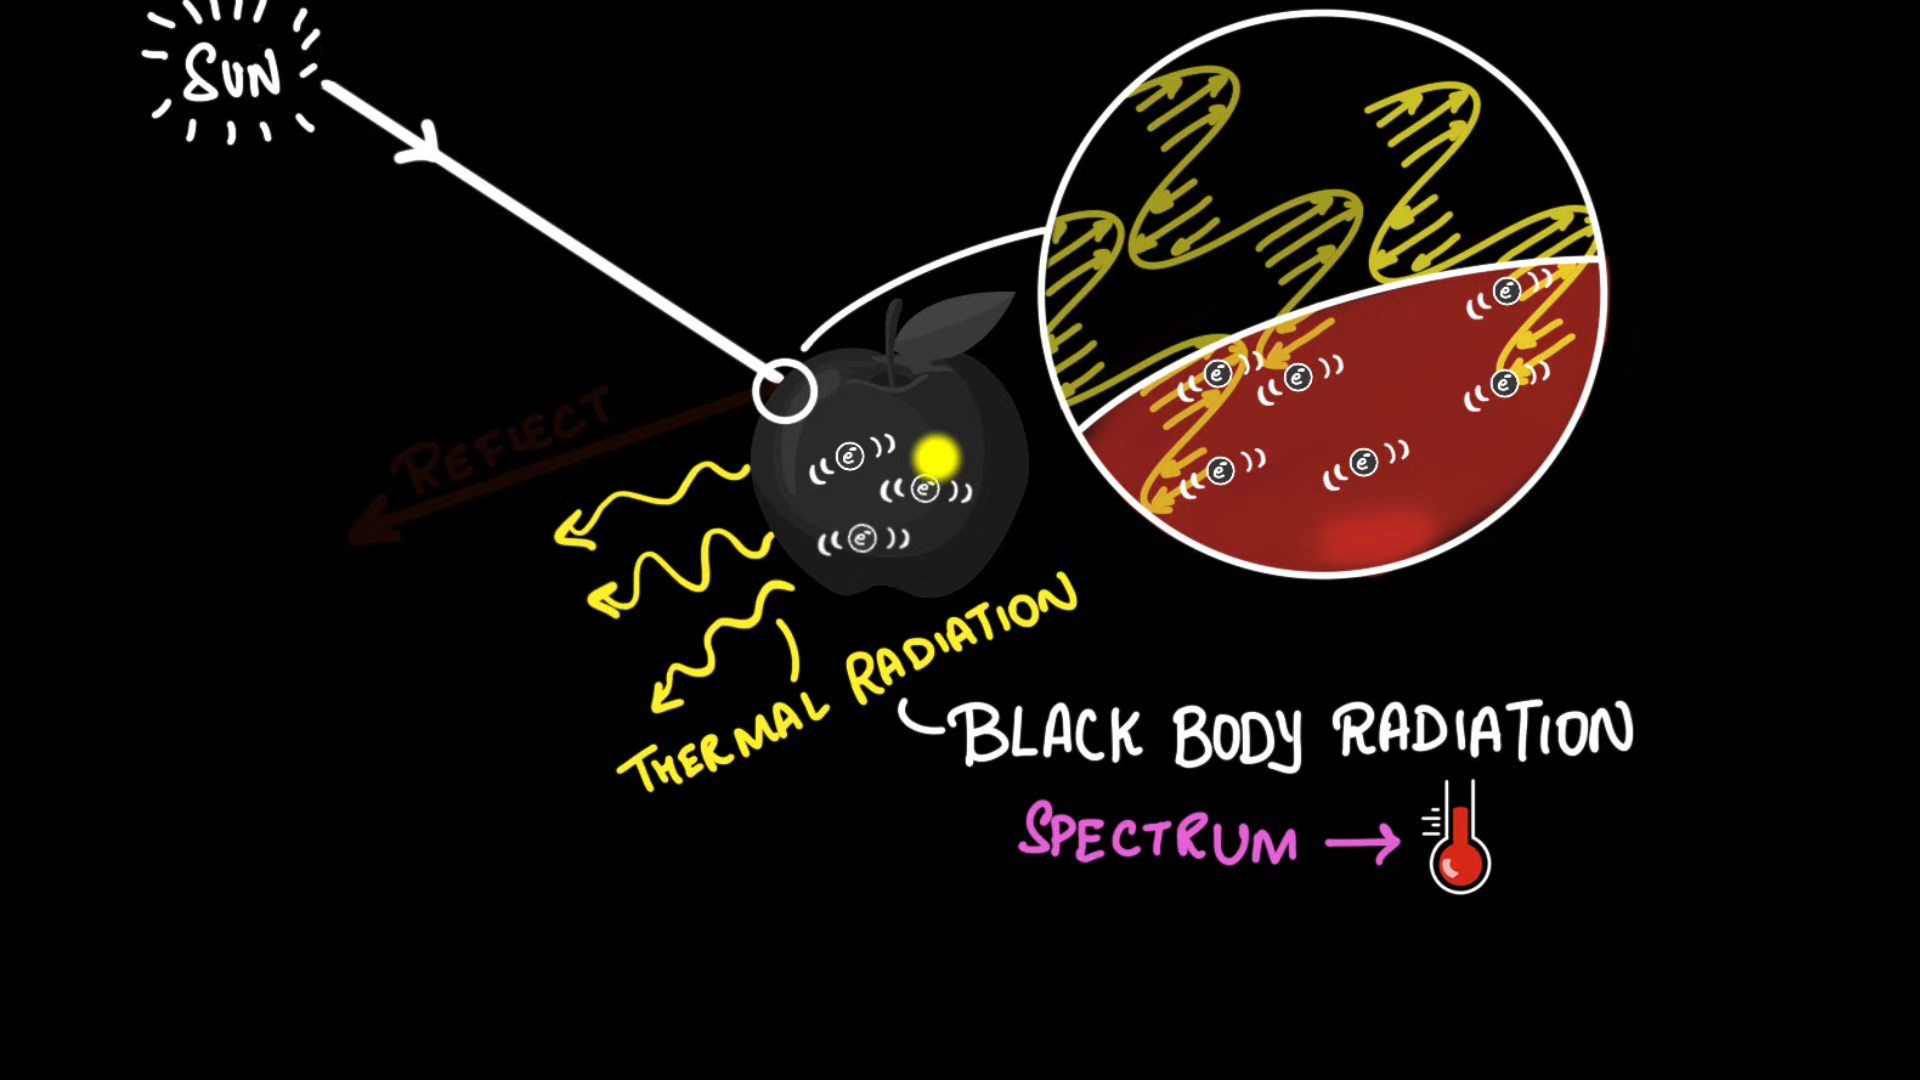 SUN
REFLECT
e⁻
e⁻
e⁻
e⁻
e⁻
e⁻
e⁻
e⁻
e⁻
THERMAL RADIATION
BLACK BODY RADIATION
SPECTRUM →